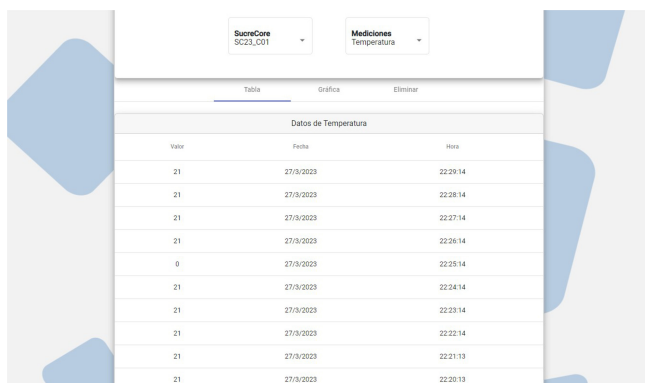 SucreCore
SC23_C01
Mediciones
Temperatura
Tabla Gráfica Eliminar
Datos de Temperatura
Valor Fecha Hora
21 27/3/2023 22:29:14
21 27/3/2023 22:28:14
21 27/3/2023 22:27:14
21 27/3/2023 22:26:14
0 27/3/2023 22:25:14
21 27/3/2023 22:24:14
21 27/3/2023 22:23:14
21 27/3/2023 22:22:14
21 27/3/2023 22:21:13
21 27/3/2023 22:20:13